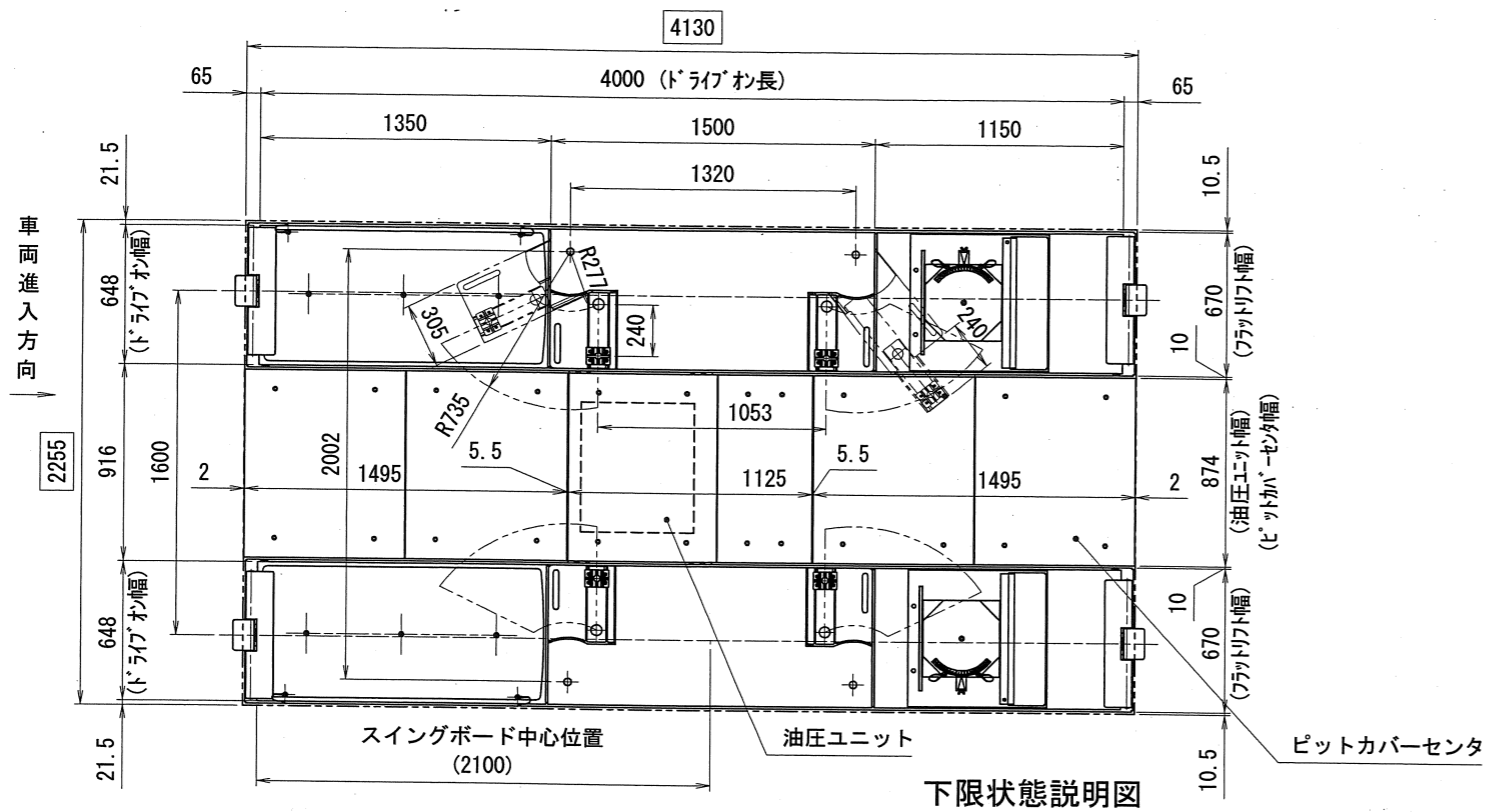 4130
65
4000 (ドライブオン長)
65
1350
1500
1150
1320
21.5
10.5
車両進入方向
648
(ドライブオン幅)
R277
305
240
240
670
(フラットリフト幅)
10
R735
1053
2255
916
1600
2002
2
1495
5.5
1125
5.5
1495
2
874
(油圧ユニット幅)
(ピットカバーセンタ幅)
648
(ドライブオン幅)
10
670
(フラットリフト幅)
21.5
スイングボード中心位置
(2100)
油圧ユニット
ピットカバーセンタ
10.5
下限状態説明図